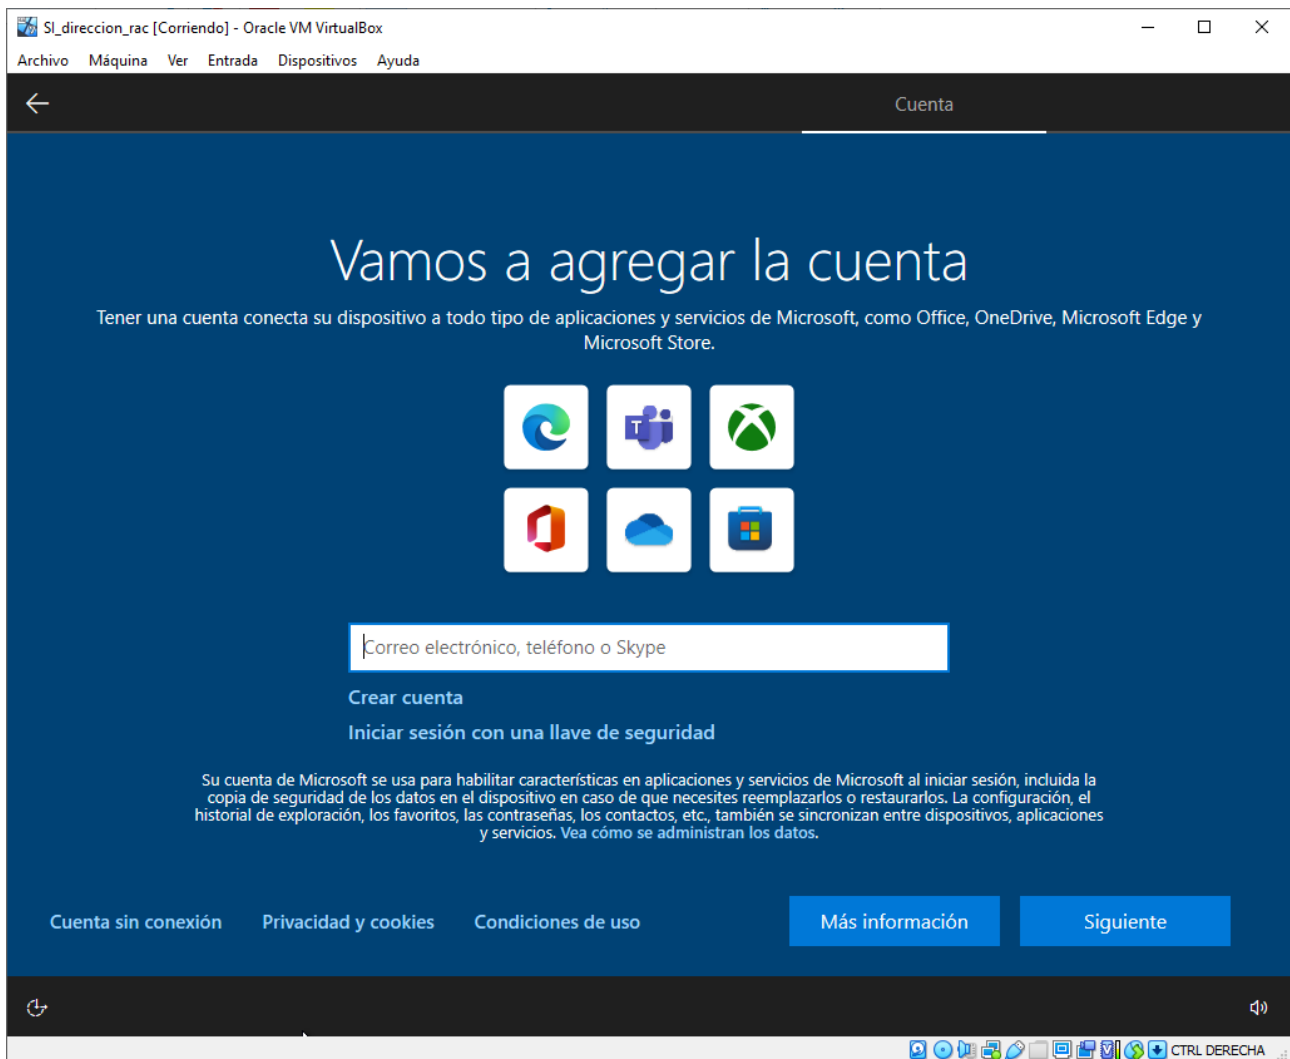 SI_direccion_rac [Corriendo] - Oracle VM VirtualBox
Archivo Máquina Ver Entrada Dispositivos Ayuda
Cuenta
Vamos a agregar la cuenta
Tener una cuenta conecta su dispositivo a todo tipo de aplicaciones y servicios de Microsoft, como Office, OneDrive, Microsoft Edge y
Microsoft Store.
Correo electrónico, teléfono o Skype
Crear cuenta
Iniciar sesión con una llave de seguridad
Su cuenta de Microsoft se usa para habilitar características en aplicaciones y servicios de Microsoft al iniciar sesión, incluida la
copia de seguridad de los datos en el dispositivo en caso de que necesites reemplazarlos o restaurarlos. La configuración, el
historial de exploración, los favoritos, las contraseñas, los contactos, etc., también se sincronizan entre dispositivos, aplicaciones
y servicios. Vea cómo se administran los datos.
Cuenta sin conexión Privacidad y cookies Condiciones de uso Más información Siguiente
CTRL DERECHA